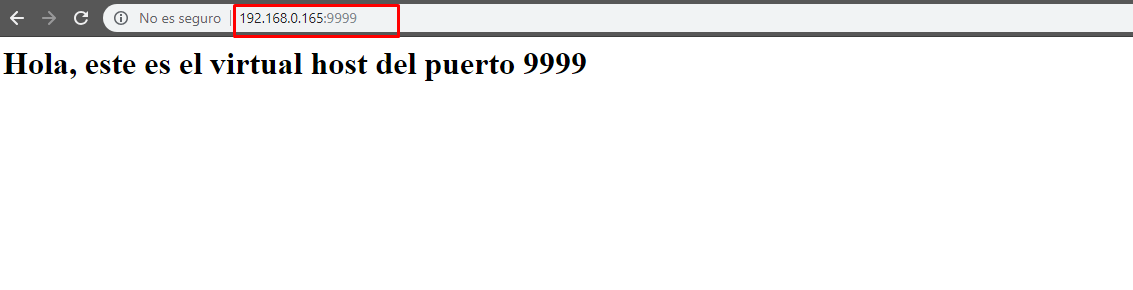 No es seguro | 192.168.0.165:9999
Hola, este es el virtual host del puerto 9999